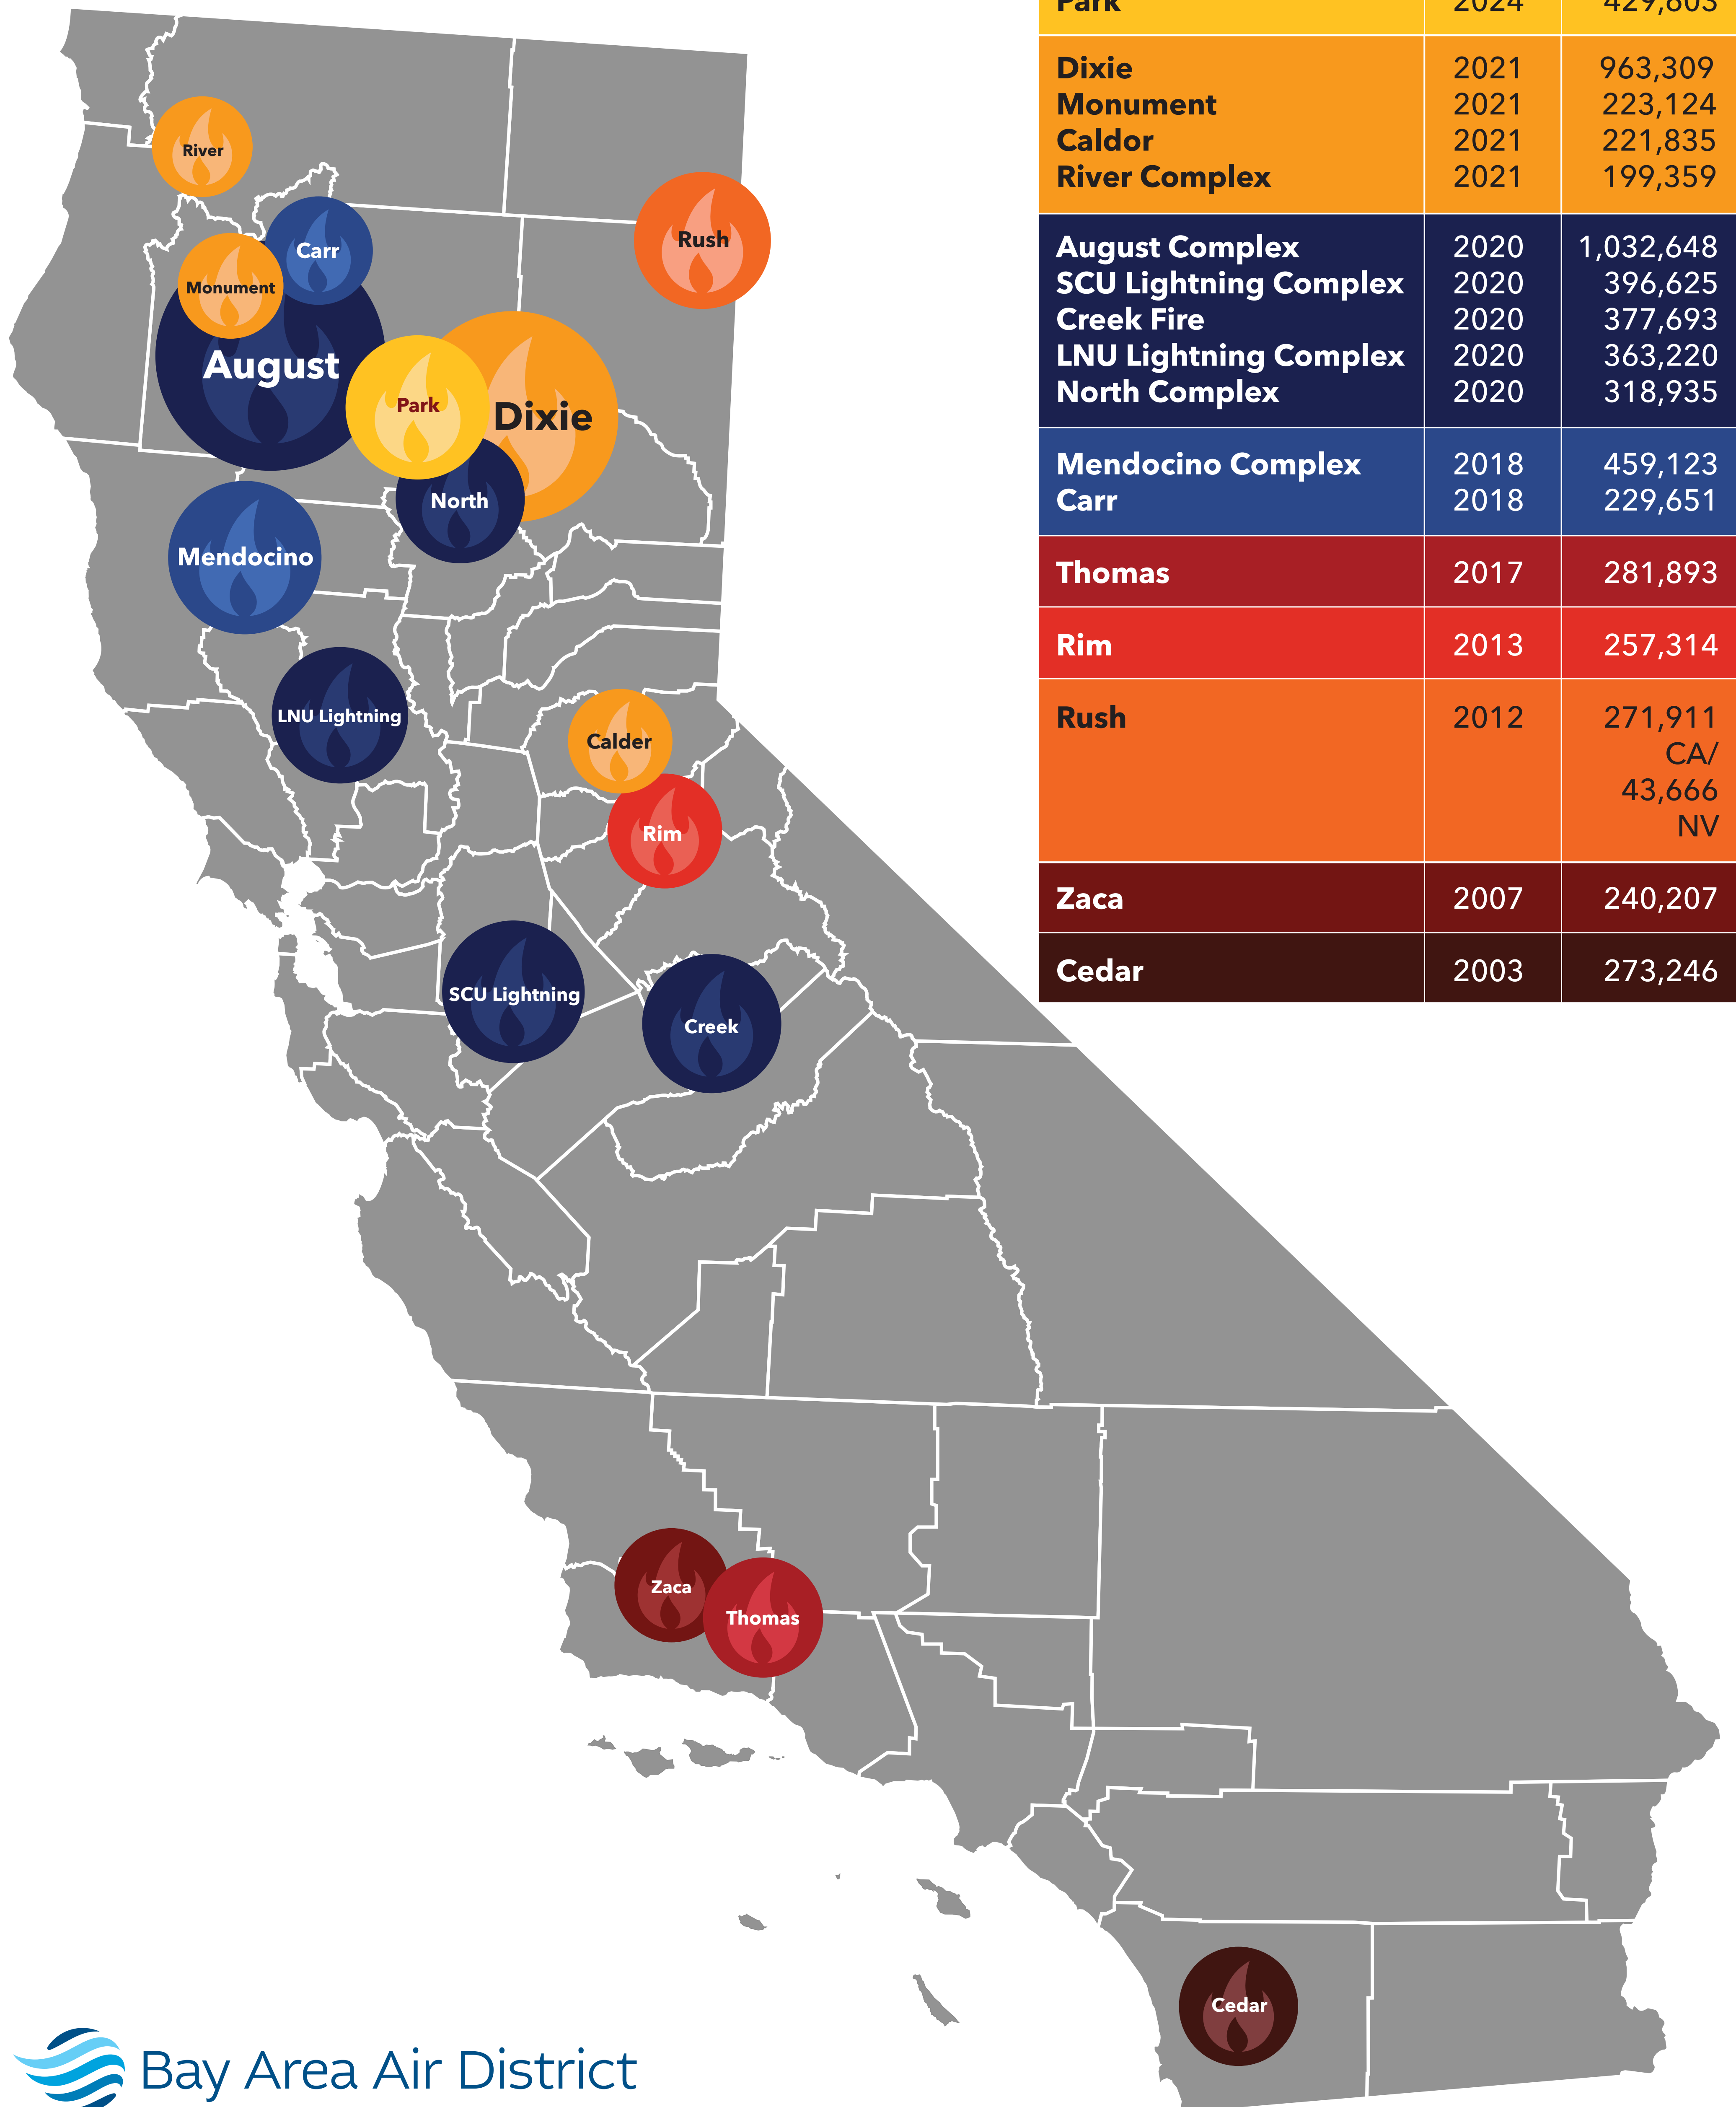 Park 2024 429,603
Dixie 2021 963,309
Monument 2021 223,124
Caldor 2021 221,835
River Complex 2021 199,359
August Complex 2020 1,032,648
SCU Lightning Complex 2020 396,625
Creek Fire 2020 377,693
LNU Lightning Complex 2020 363,220
North Complex 2020 318,935
Mendocino Complex 2018 459,123
Carr 2018 229,651
Thomas 2017 281,893
Rim 2013 257,314
Rush 2012 271,911
CA/
43,666
NV
Zaca 2007 240,207
Cedar 2003 273,246
River
Rush
Carr
Monument
August
Park
Dixie
North
Mendocino
LNU Lightning
Calder
Rim
SCU Lightning
Creek
Zaca
Thomas
Cedar
Bay Area Air District